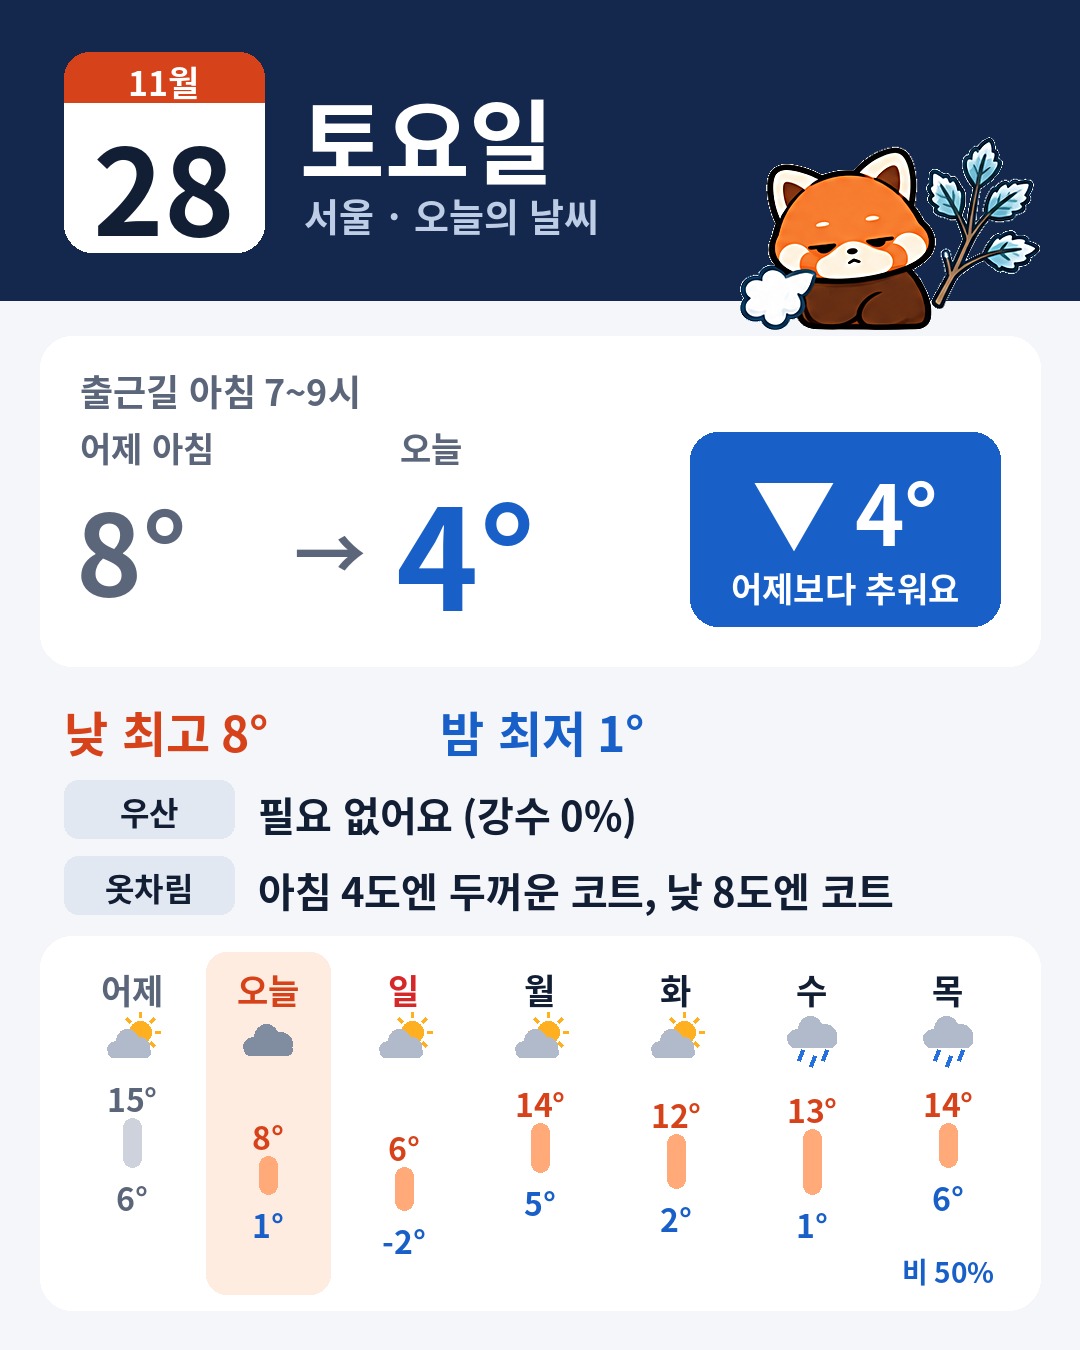 11월
28
토요일
서울 · 오늘의 날씨
출근길 아침 7~9시
어제 아침 오늘
8° → 4°
▼ 4°
어제보다 추워요
낮 최고 8° 밤 최저 1°
우산 필요 없어요 (강수 0%)
옷차림 아침 4도엔 두꺼운 코트, 낮 8도엔 코트
어제 오늘 일 월 화 수 목
15° 8° 6° 14° 12° 13° 14°
6° 1° -2° 5° 2° 1° 6°
비 50%